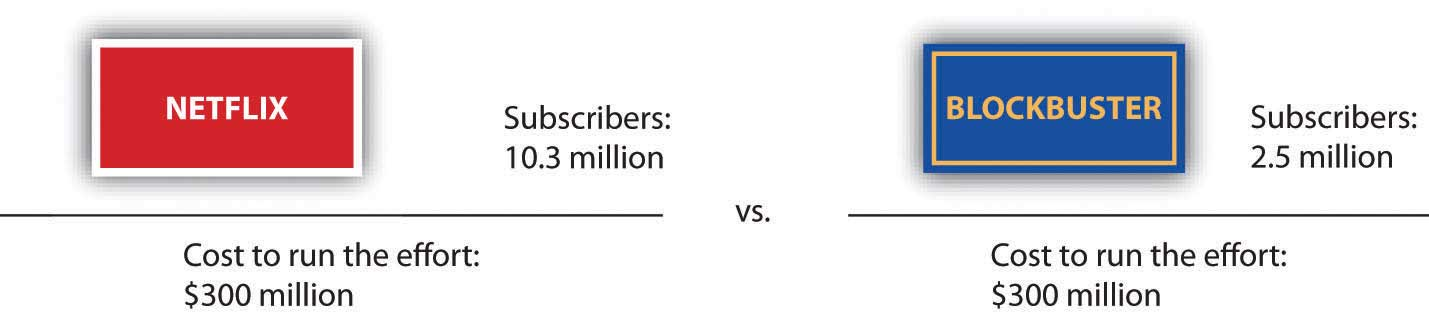 NETFLIX
Subscribers:
10.3 million
Cost to run the effort:
$300 million
vs.
BLOCKBUSTER
Subscribers:
2.5 million
Cost to run the effort:
$300 million